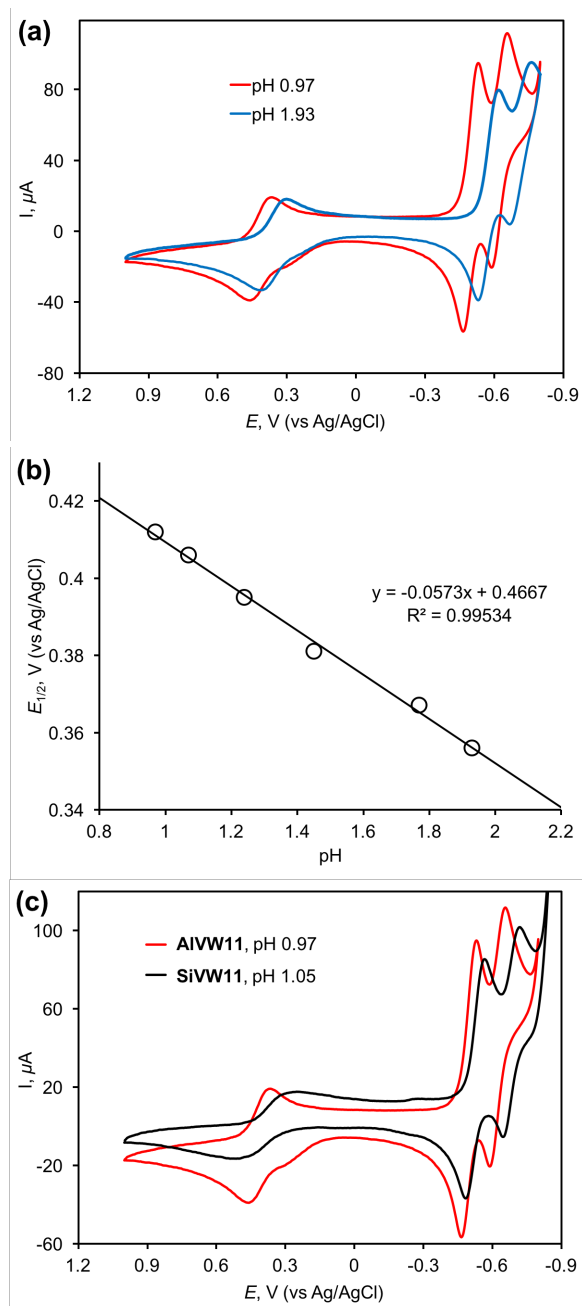 (a)
pH 0.97
pH 1.93
80
40
0
-40
-80
I, µA
1.2 0.9 0.6 0.3 0 -0.3 -0.6 -0.9
E, V (vs Ag/AgCl)
(b)
0.42
0.4
0.38
0.36
0.34
E1/2, V (vs Ag/AgCl)
y = -0.0573x + 0.4667
R² = 0.99534
0.8 1 1.2 1.4 1.6 1.8 2 2.2
pH
(c)
AlVW11, pH 0.97
SiVW11, pH 1.05
100
60
20
-20
-60
I, µA
1.2 0.9 0.6 0.3 0 -0.3 -0.6 -0.9
E, V (vs Ag/AgCl)